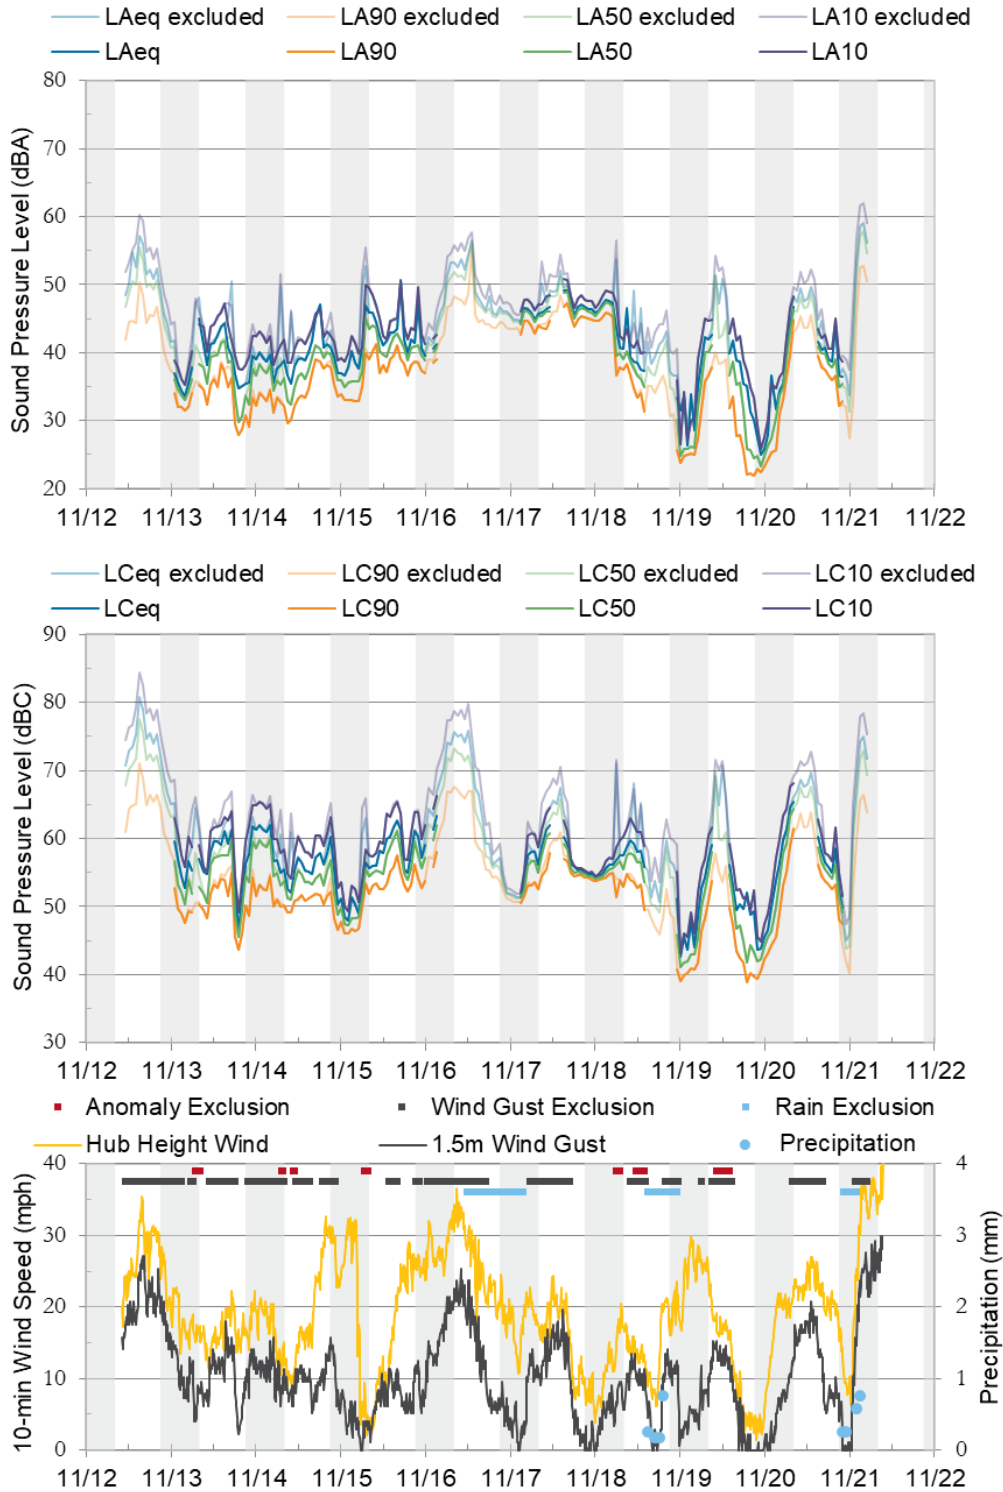 LAeq excluded LA90 excluded LA50 excluded LA10 excluded
LAeq LA90 LA50 LA10
Sound Pressure Level (dBA)
80
70
60
50
40
30
20
11/12 11/13 11/14 11/15 11/16 11/17 11/18 11/19 11/20 11/21 11/22
LCeq excluded LC90 excluded LC50 excluded LC10 excluded
LCeq LC90 LC50 LC10
Sound Pressure Level (dBC)
90
80
70
60
50
40
30
11/12 11/13 11/14 11/15 11/16 11/17 11/18 11/19 11/20 11/21 11/22
Anomaly Exclusion Wind Gust Exclusion Rain Exclusion
Hub Height Wind 1.5m Wind Gust Precipitation
10-min Wind Speed (mph)
40 4
30 3
20 2
10 1
0 0
Precipitation (mm)
11/12 11/13 11/14 11/15 11/16 11/17 11/18 11/19 11/20 11/21 11/22